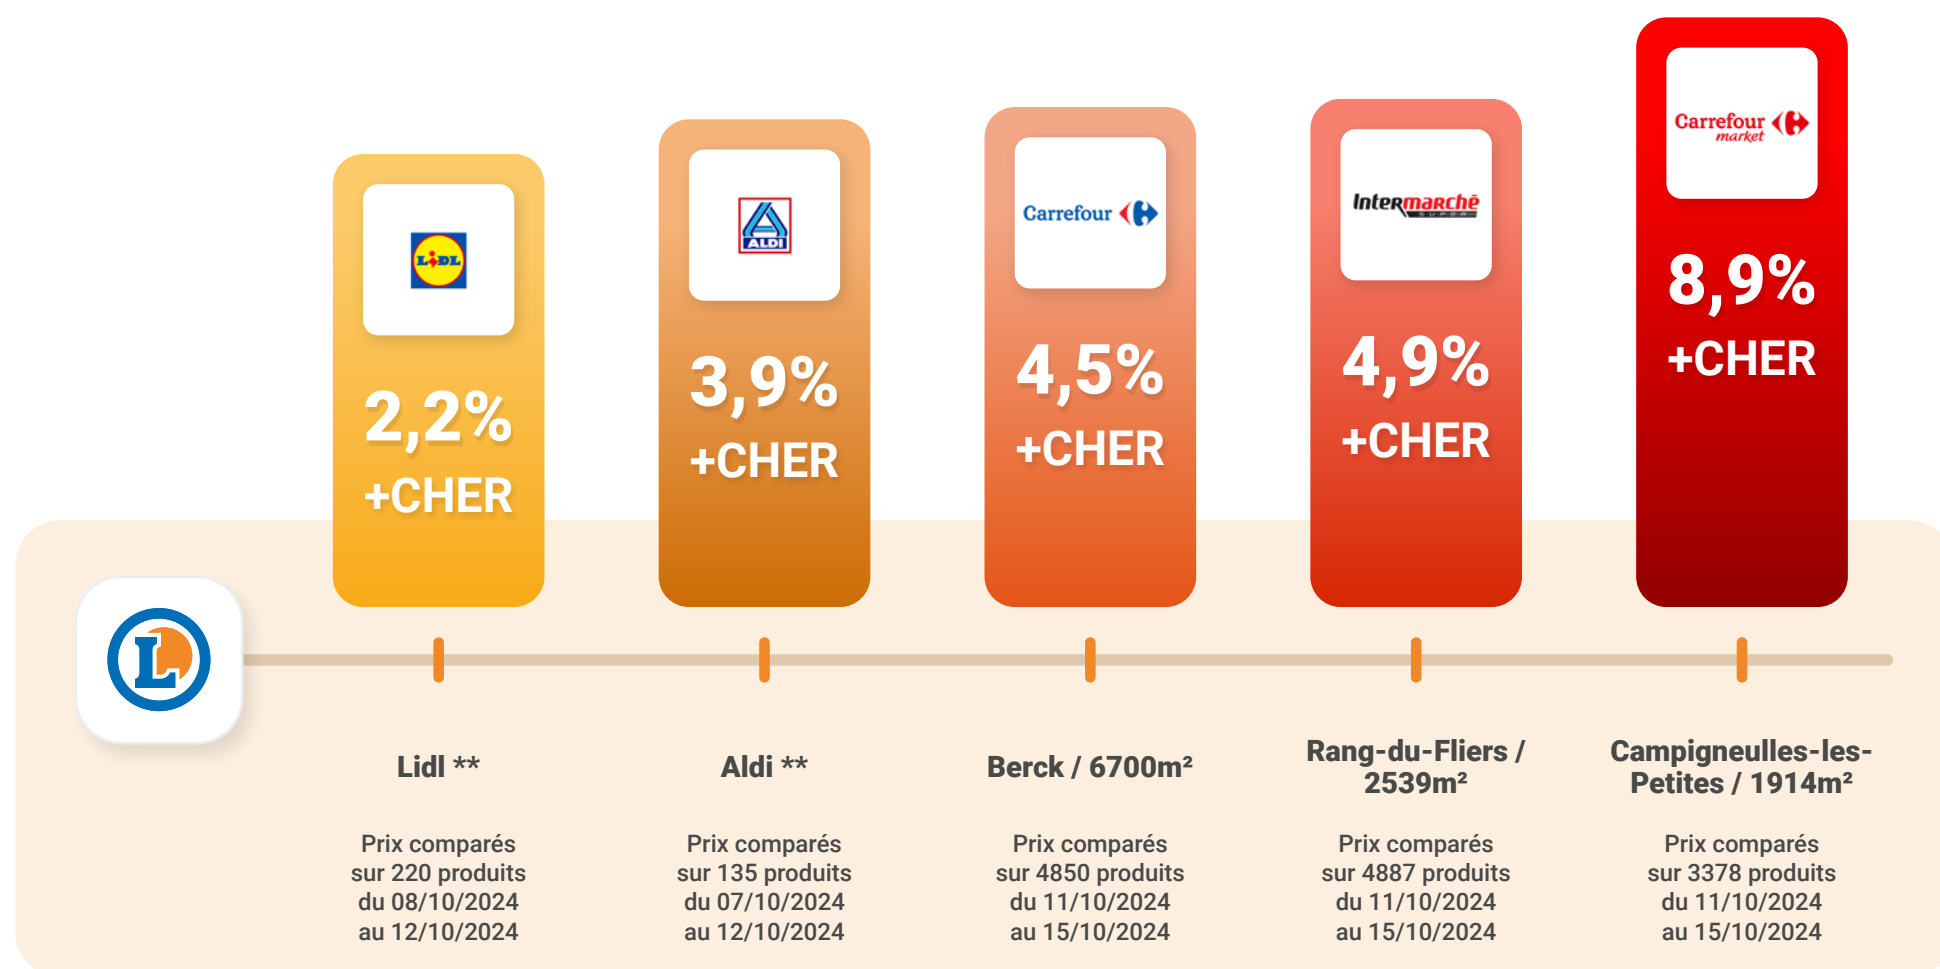 LIDL
2,2%
+CHER
ALDI
3,9%
+CHER
Carrefour
4,5%
+CHER
Intermarchē
SUPER
4,9%
+CHER
Carrefour
market
8,9%
+CHER
L
Lidl **
Prix comparés
sur 220 produits
du 08/10/2024
au 12/10/2024
Aldi **
Prix comparés
sur 135 produits
du 07/10/2024
au 12/10/2024
Berck / 6700m²
Prix comparés
sur 4850 produits
du 11/10/2024
au 15/10/2024
Rang-du-Fliers /
2539m²
Prix comparés
sur 4887 produits
du 11/10/2024
au 15/10/2024
Campigneulles-les-
Petites / 1914m²
Prix comparés
sur 3378 produits
du 11/10/2024
au 15/10/2024